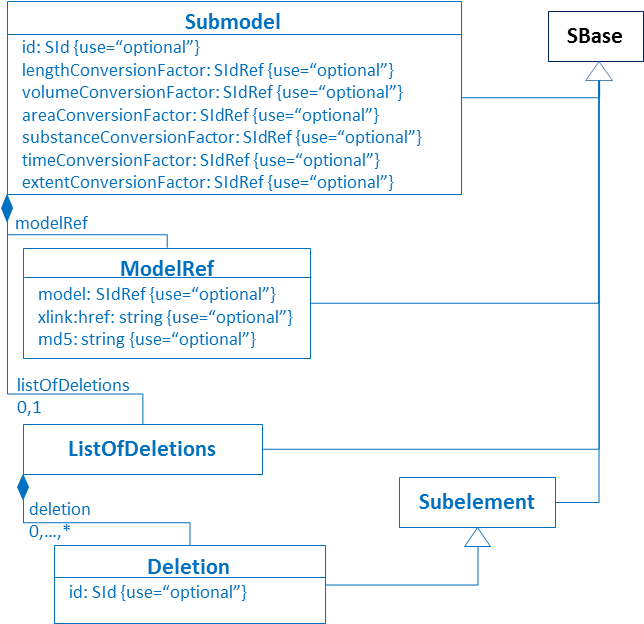 Submodel
id: SId {use=“optional”}
lengthConversionFactor: SIdRef {use=“optional”}
volumeConversionFactor: SIdRef {use=“optional”}
areaConversionFactor: SIdRef {use=“optional”}
substanceConversionFactor: SIdRef {use=“optional”}
timeConversionFactor: SIdRef {use=“optional”}
extentConversionFactor: SIdRef {use=“optional”}
SBase
modelRef
ModelRef
model: SIdRef {use=“optional”}
xlink:href: string {use=“optional”}
md5: string {use=“optional”}
listOfDeletions
0,1
ListOfDeletions
Subelement
deletion
0,...,*
Deletion
id: SId {use=“optional”}